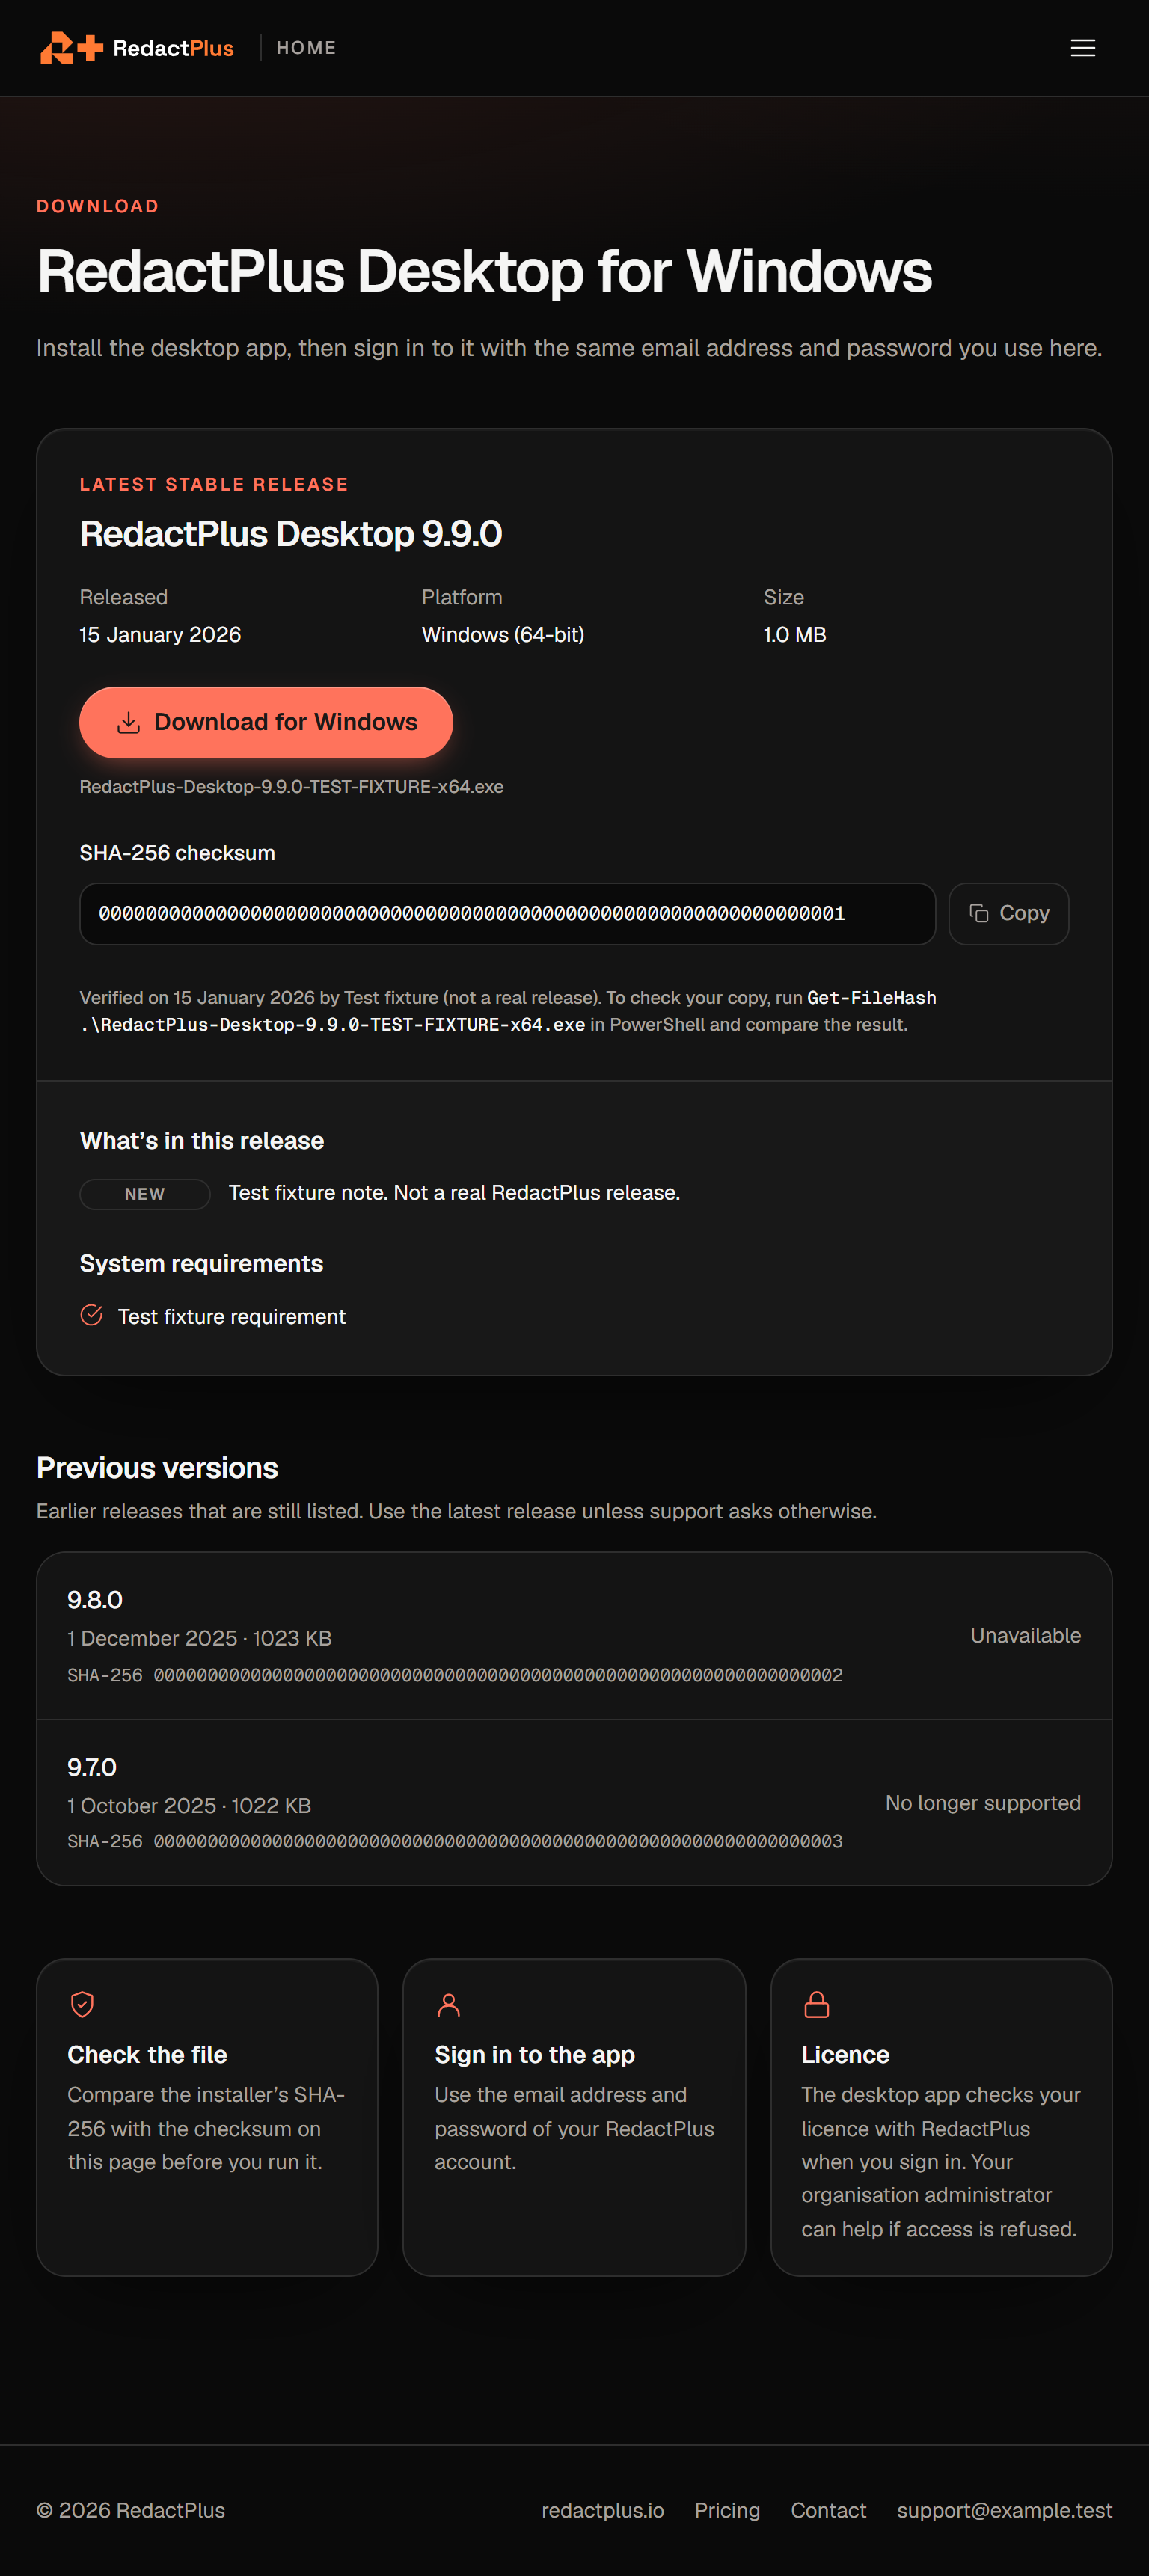 RedactPlus
HOME
DOWNLOAD
RedactPlus Desktop for Windows
Install the desktop app, then sign in to it with the same email address and password you use here.
LATEST STABLE RELEASE
RedactPlus Desktop 9.9.0
Released
Platform
Size
15 January 2026
Windows (64-bit)
1.0 MB
Download for Windows
RedactPlus-Desktop-9.9.0-TEST-FIXTURE-x64.exe
SHA-256 checksum
0000000000000000000000000000000000000000000000000000000000000001
Copy
Verified on 15 January 2026 by Test fixture (not a real release). To check your copy, run Get-FileHash
.\RedactPlus-Desktop-9.9.0-TEST-FIXTURE-x64.exe in PowerShell and compare the result.
What’s in this release
NEW
Test fixture note. Not a real RedactPlus release.
System requirements
Test fixture requirement
Previous versions
Earlier releases that are still listed. Use the latest release unless support asks otherwise.
9.8.0
1 December 2025 · 1023 KB
Unavailable
SHA-256 0000000000000000000000000000000000000000000000000000000000000002
9.7.0
1 October 2025 · 1022 KB
No longer supported
SHA-256 0000000000000000000000000000000000000000000000000000000000000003
Check the file
Compare the installer’s SHA-
256 with the checksum on
this page before you run it.
Sign in to the app
Use the email address and
password of your RedactPlus
account.
Licence
The desktop app checks your
licence with RedactPlus
when you sign in. Your
organisation administrator
can help if access is refused.
© 2026 RedactPlus
redactplus.io
Pricing
Contact
support@example.test